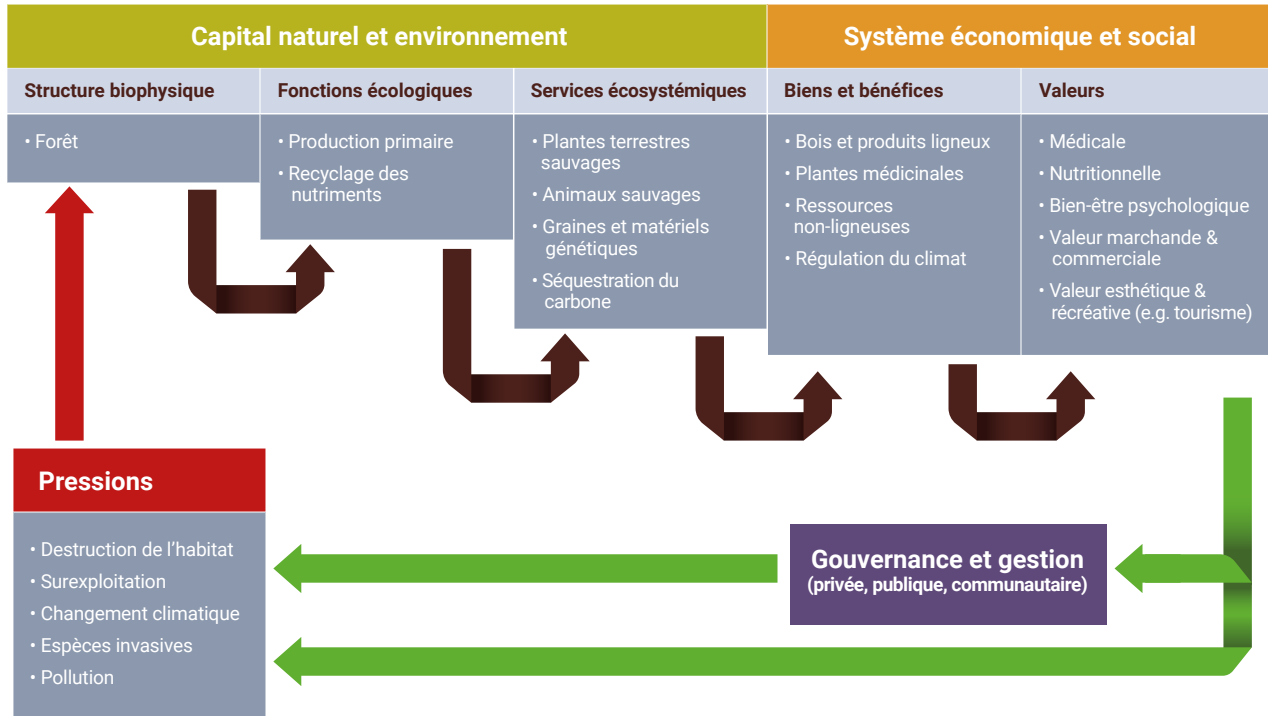 Capital naturel et environnement
Système économique et social
Structure biophysique
Fonctions écologiques
Services écosystémiques
Biens et bénéfices
Valeurs
• Forêt
• Production primaire
• Recyclage des
nutriments
• Plantes terrestres
sauvages
• Animaux sauvages
• Graines et matériels
génétiques
• Séquestration du
carbone
• Bois et produits ligneux
• Plantes médicinales
• Ressources
non-ligneuses
• Régulation du climat
• Médicale
• Nutritionnelle
• Bien-être psychologique
• Valeur marchande &
commerciale
• Valeur esthétique &
récréative (e.g. tourisme)
Pressions
• Destruction de l’habitat
• Surexploitation
• Changement climatique
• Espèces invasives
• Pollution
Gouvernance et gestion
(privée, publique, communautaire)